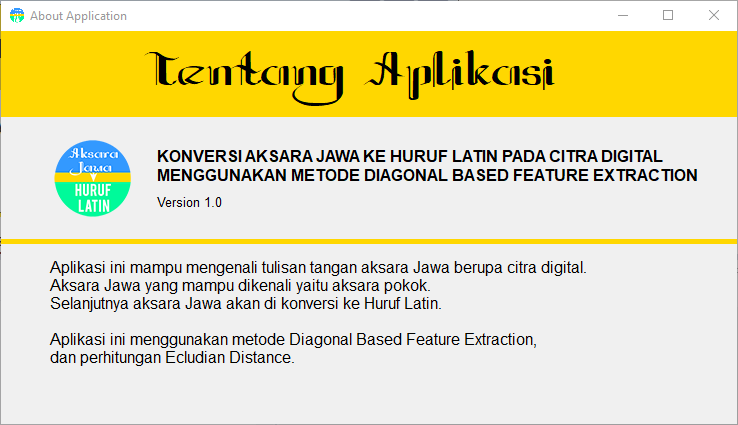 About Application
Tentang Aplikasi
Aksara
Jawa
HURUF
LATIN
KONVERSI AKSARA JAWA KE HURUF LATIN PADA CITRA DIGITAL
MENGGUNAKAN METODE DIAGONAL BASED FEATURE EXTRACTION
Version 1.0
Aplikasi ini mampu mengenali tulisan tangan aksara Jawa berupa citra digital.
Aksara Jawa yang mampu dikenali yaitu aksara pokok.
Selanjutnya aksara Jawa akan di konversi ke Huruf Latin.
Aplikasi ini menggunakan metode Diagonal Based Feature Extraction,
dan perhitungan Ecludian Distance.